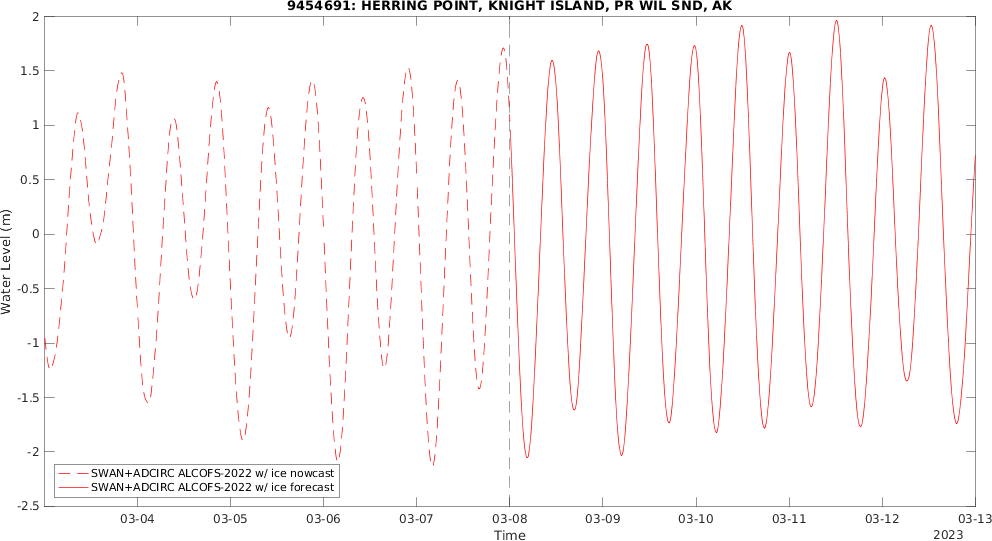 9454691: HERRING POINT, KNIGHT ISLAND, PR WIL SND, AK
2
1.5
1
0.5
0
-0.5
-1
-1.5
-2
-2.5
Water Level (m)
SWAN+ADCIRC ALCOFS-2022 w/ ice nowcast
SWAN+ADCIRC ALCOFS-2022 w/ ice forecast
03-04 03-05 03-06 03-07 03-08 03-09 03-10 03-11 03-12 03-13
Time
2023